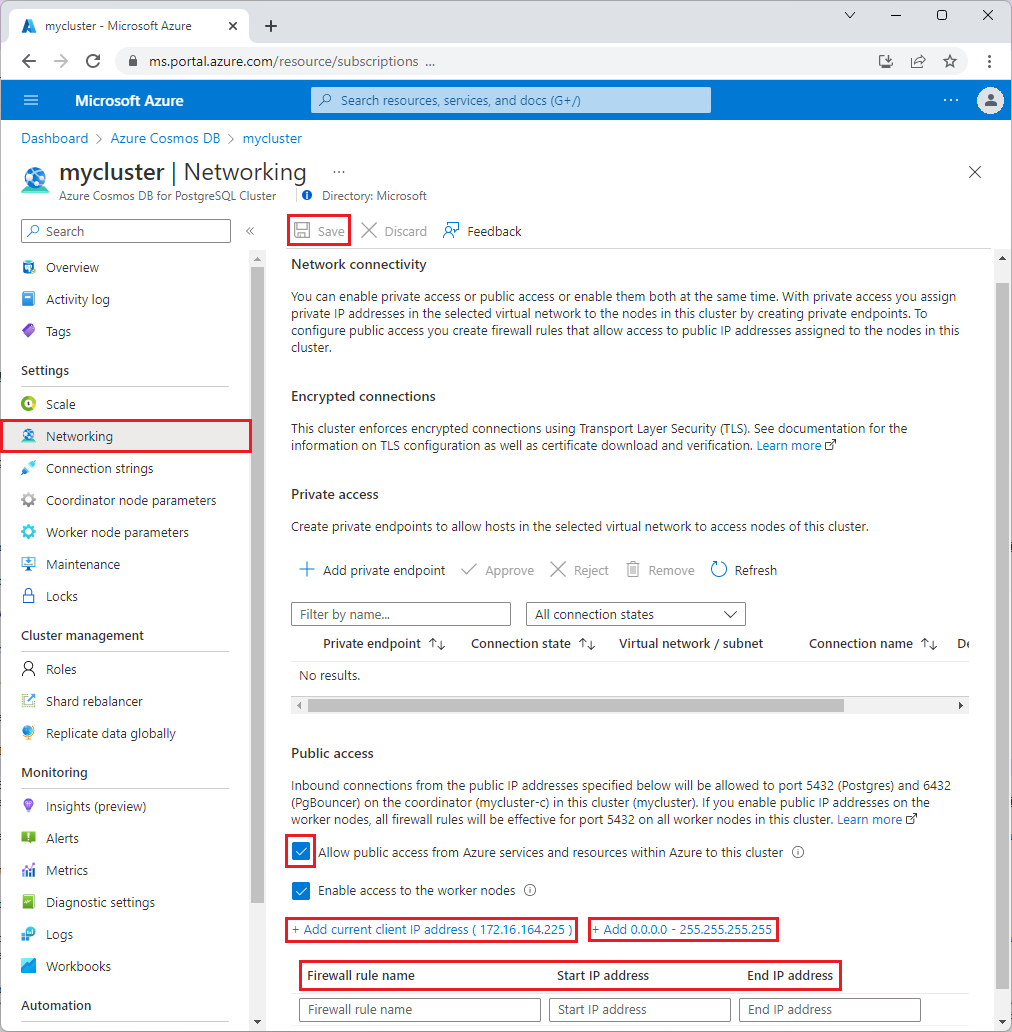 mycluster - Microsoft Azure
ms.portal.azure.com/resource/subscriptions ...
Microsoft Azure
Search resources, services, and docs (G+/)
...
Dashboard > Azure Cosmos DB > mycluster
mycluster | Networking ...
Azure Cosmos DB for PostgreSQL Cluster
Directory: Microsoft
Search
«
Overview
Activity log
Tags
Settings
Scale
Networking
Connection strings
Coordinator node parameters
Worker node parameters
Maintenance
Locks
Cluster management
Roles
Shard rebalancer
Replicate data globally
Monitoring
Insights (preview)
Alerts
Metrics
Diagnostic settings
Logs
Workbooks
Automation
Save Discard Feedback
Network connectivity
You can enable private access or public access or enable them both at the same time. With private access you assign
private IP addresses in the selected virtual network to the nodes in this cluster by creating private endpoints. To
configure public access you create firewall rules that allow access to public IP addresses assigned to the nodes in this
cluster.
Encrypted connections
This cluster enforces encrypted connections using Transport Layer Security (TLS). See documentation for the
information on TLS configuration as well as certificate download and verification. Learn more
Private access
Create private endpoints to allow hosts in the selected virtual network to access nodes of this cluster.
Add private endpoint Approve Reject Remove Refresh
Filter by name... All connection states
Private endpoint ↑↓ Connection state ↑↓ Virtual network / subnet Connection name ↑↓ De
No results.
Public access
Inbound connections from the public IP addresses specified below will be allowed to port 5432 (Postgres) and 6432
(PgBouncer) on the coordinator (mycluster-c) in this cluster (mycluster). If you enable public IP addresses on the
worker nodes, all firewall rules will be effective for port 5432 on all worker nodes in this cluster. Learn more
Allow public access from Azure services and resources within Azure to this cluster
Enable access to the worker nodes
+ Add current client IP address ( 172.16.164.225 ) + Add 0.0.0.0 - 255.255.255.255
Firewall rule name Start IP address End IP address
Firewall rule name Start IP address End IP address